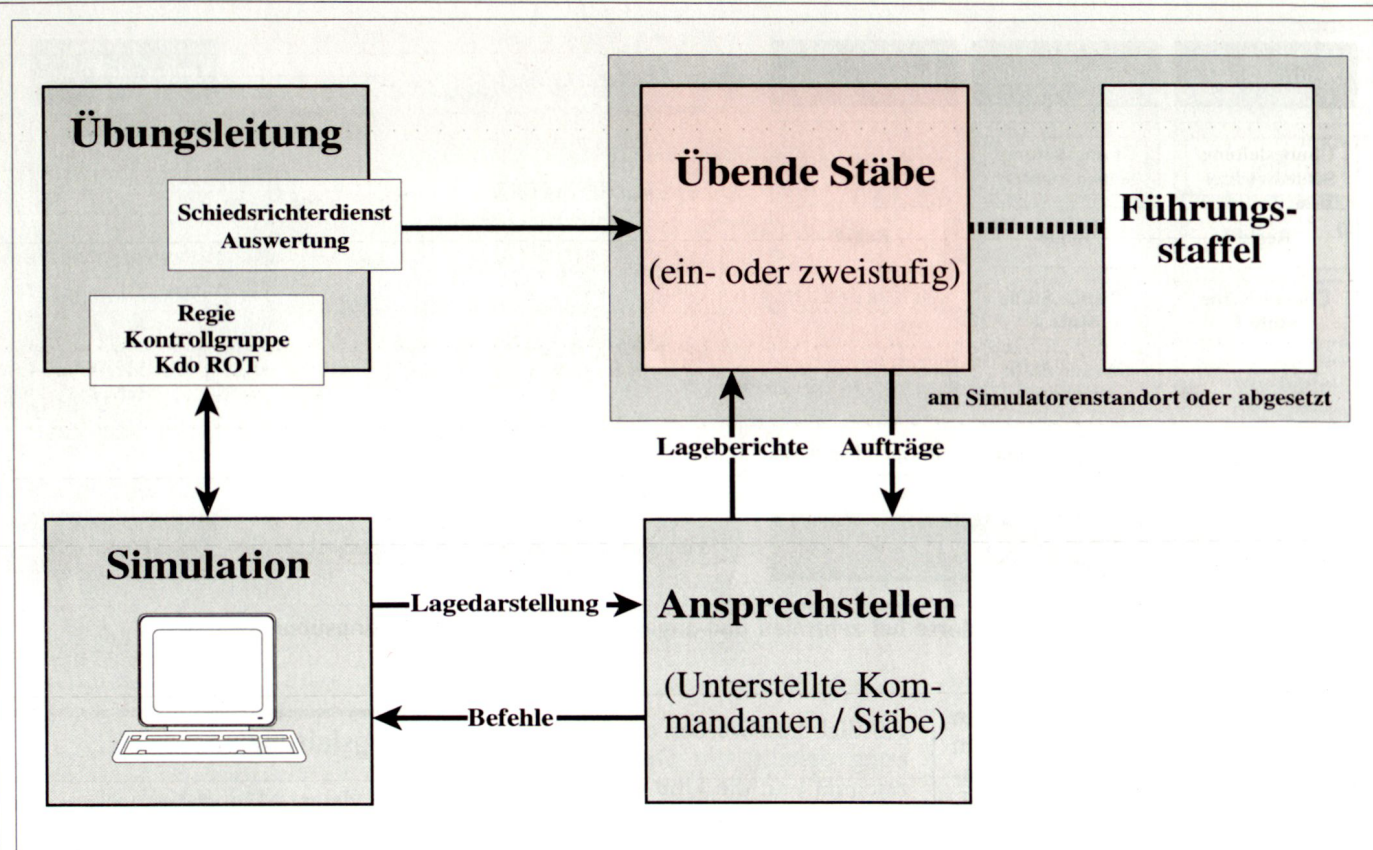 Übungsleitung
Schiedsrichterdienst
Auswertung
Regie
Kontrollgruppe
Kdo ROT
Übende Stäbe
(ein- oder zweistufig)
Führungs-
staffel
am Simulatorenstandort oder abgesetzt
Lageberichte
Aufträge
Simulation
Lagedarstellung
Befehle
Ansprechstellen
(Unterstellte Kom-
mandanten / Stäbe)